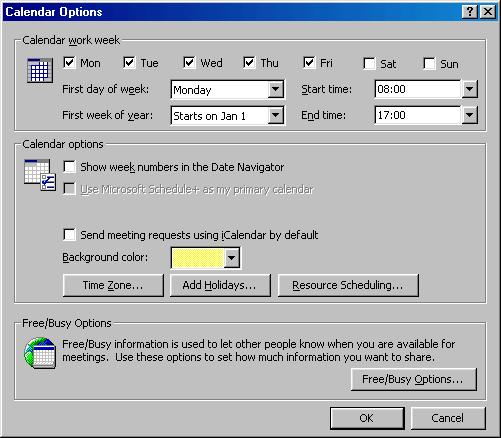 Calendar Options
Calendar work week
Mon Tue Wed Thu Fri Sat Sun
First day of week: Monday Start time: 08:00
First week of year: Starts on Jan 1 End time: 17:00
Calendar options
Show week numbers in the Date Navigator
Use Microsoft Schedule+ as my primary calendar
Send meeting requests using iCalendar by default
Background color:
Time Zone... Add Holidays... Resource Scheduling...
Free/Busy Options
Free/Busy information is used to let other people know when you are available for
meetings. Use these options to set how much information you want to share.
Free/Busy Options...
OK Cancel